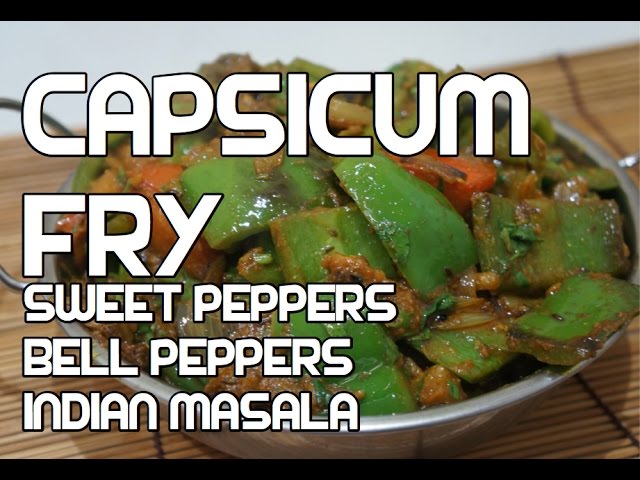 CAPSICUM
FRY
SWEET PEPPERS
BELL PEPPERS
INDIAN MASALA